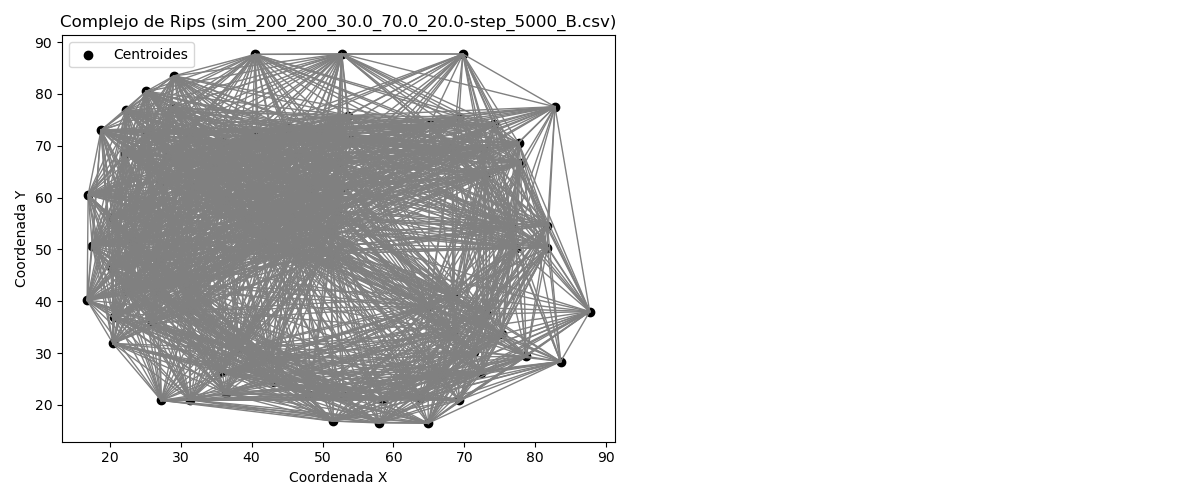 Complejo de Rips (sim_200_200_30.0_70.0_20.0-step_5000_B.csv)
Centroides
90
80
70
60
50
40
30
20
Coordenada Y
20 30 40 50 60 70 80 90
Coordenada X